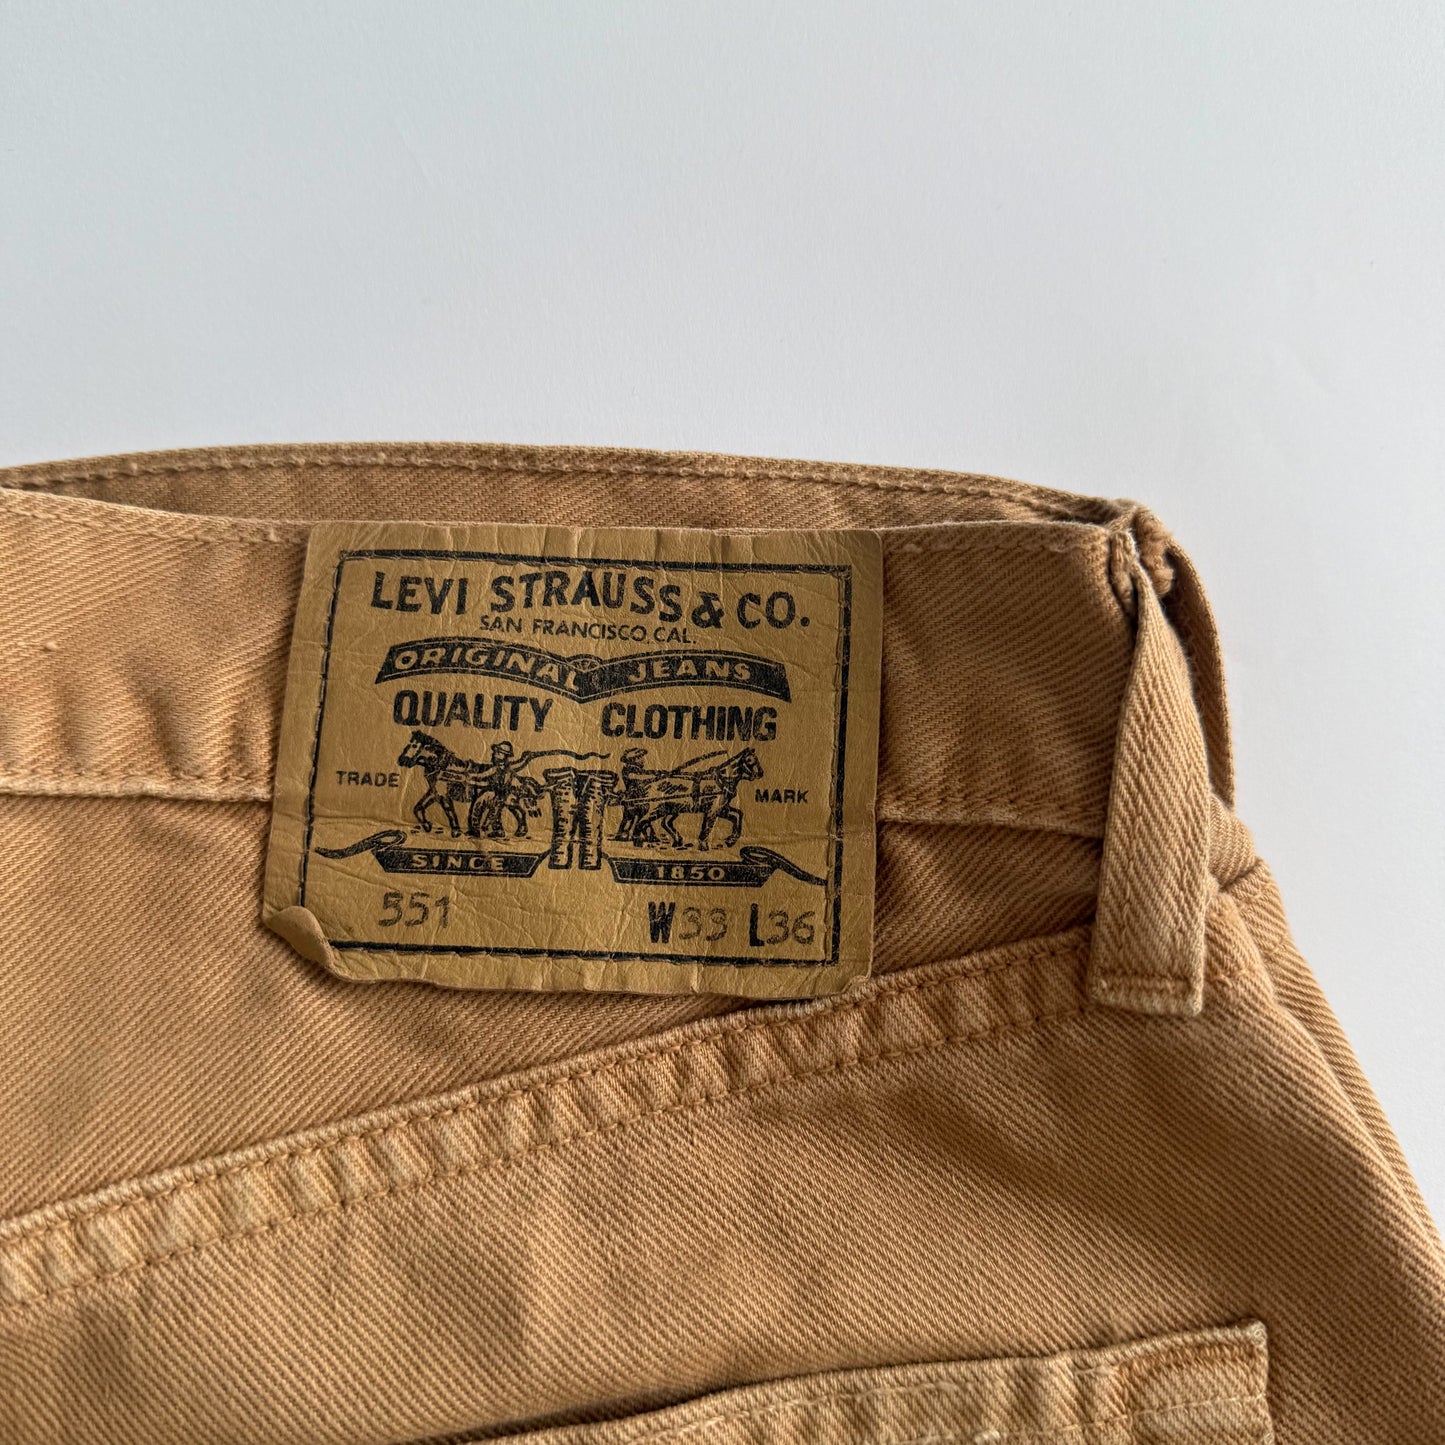 LEVI STRAUSS & CO.
SAN FRANCISCO, CAL.
ORIGINAL JEANS
QUALITY CLOTHING
TRADE MARK
SINCE 1850
551 W33 L36